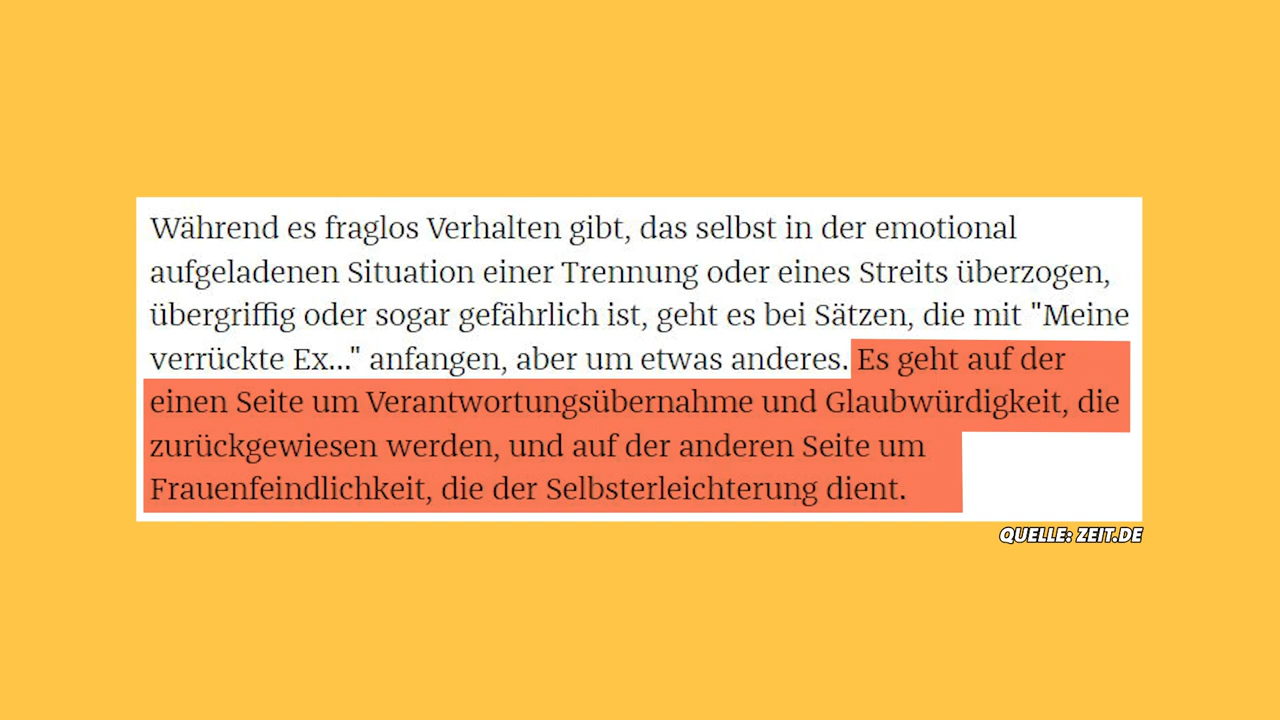 Während es fraglos Verhalten gibt, das selbst in der emotional
aufgeladenen Situation einer Trennung oder eines Streits überzogen,
übergriffig oder sogar gefährlich ist, geht es bei Sätzen, die mit "Meine
verrückte Ex..." anfangen, aber um etwas anderes. Es geht auf der
einen Seite um Verantwortungsübernahme und Glaubwürdigkeit, die
zurückgewiesen werden, und auf der anderen Seite um
Frauenfeindlichkeit, die der Selbsterleichterung dient.
QUELLE: ZEIT.DE